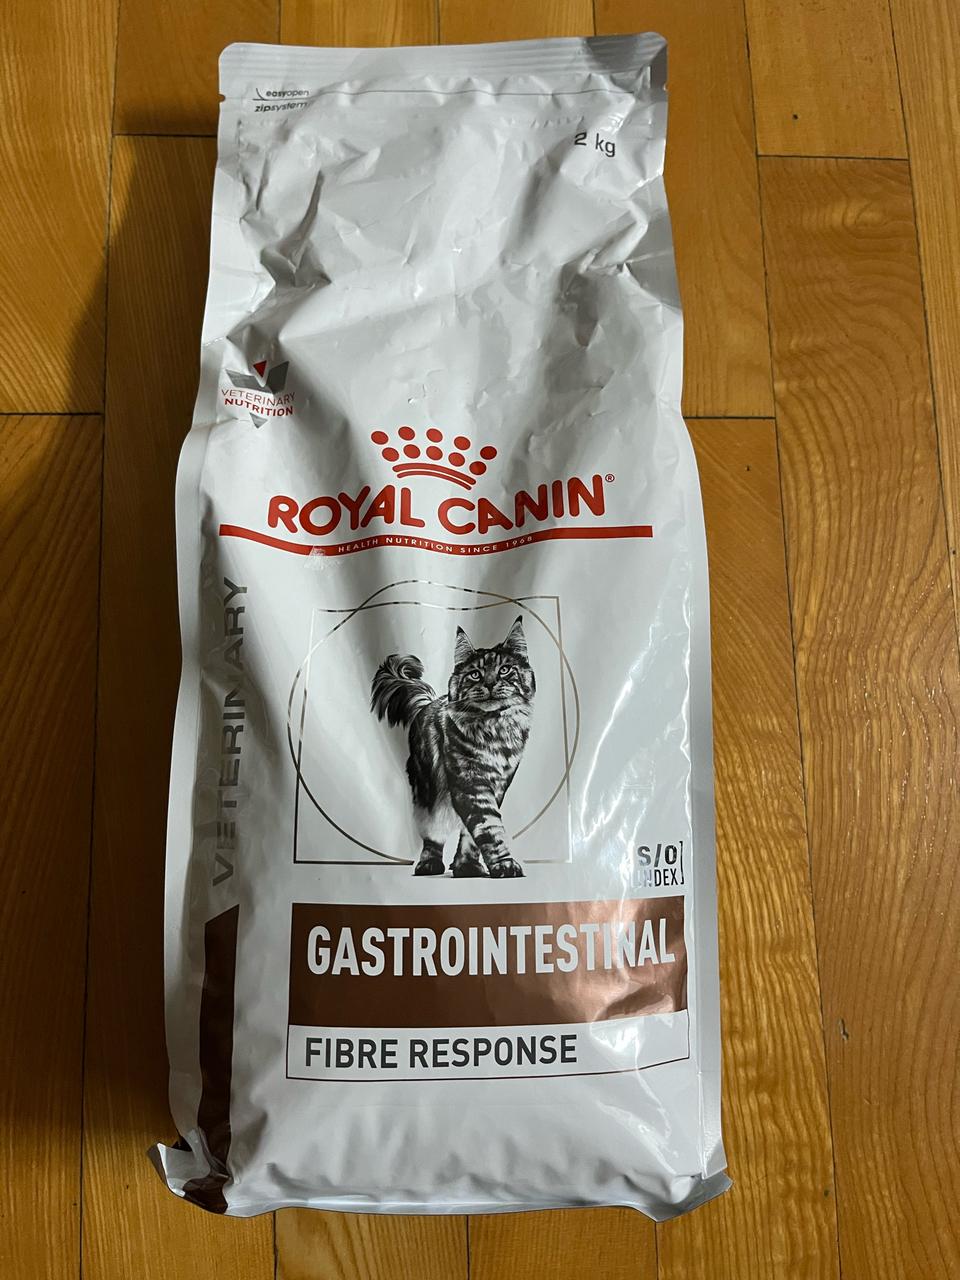 easyopen
zipsystem
2 kg
VETERINARY
NUTRITION
ROYAL CANIN®
HEALTH NUTRITION SINCE 1968
VETERINARY
S/O
INDEX
GASTROINTESTINAL
FIBRE RESPONSE